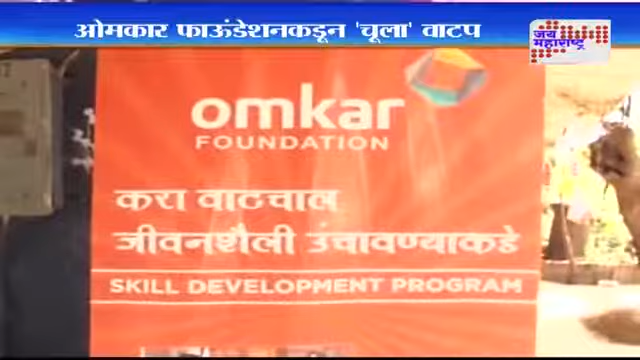 ओमकार फाऊंडेशनकडून 'चूला' वाटप
जय
महाराष्ट्र
omkar
FOUNDATION
करा वाटचाल
जीवनशैली उंचावण्याकडे
SKILL DEVELOPMENT PROGRAM